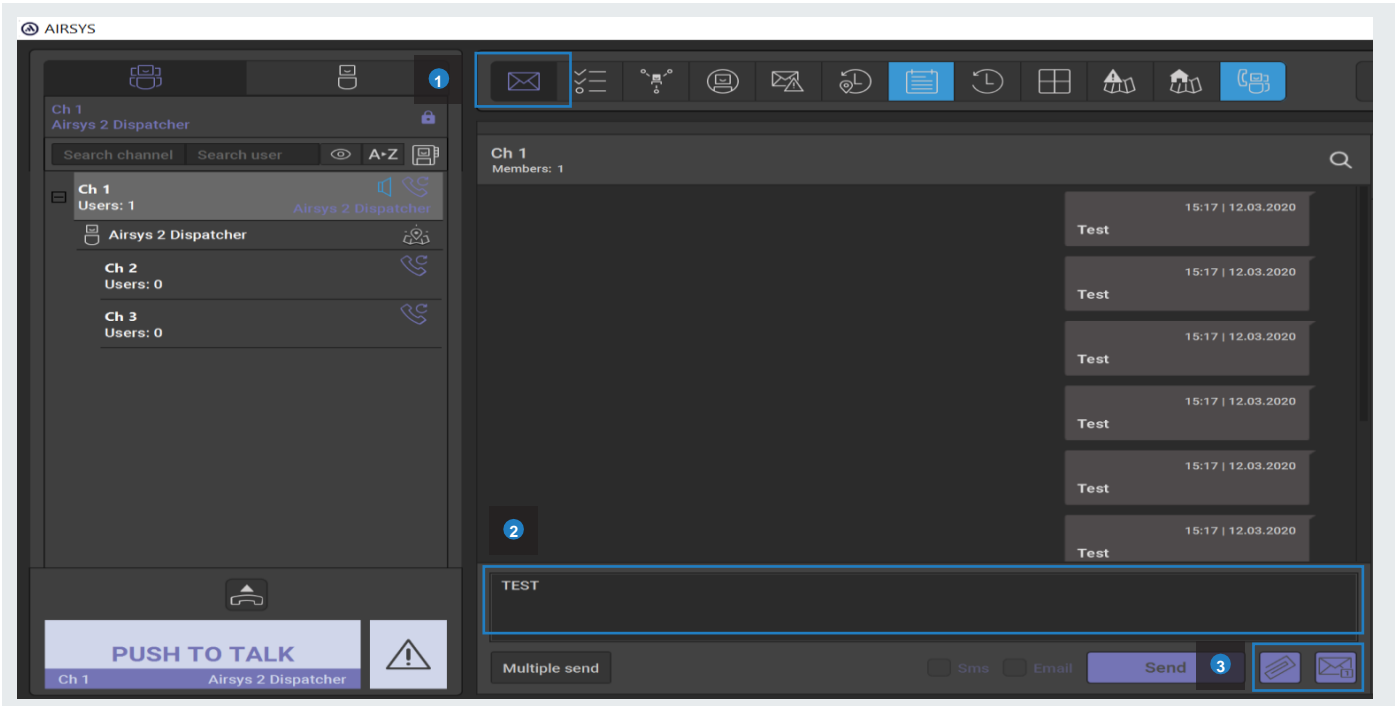 AIRSYS
1
Ch 1
Airsys 2 Dispatcher
Search channel Search user A▸Z
Ch 1
Users: 1 Airsys 2 Dispatcher
Airsys 2 Dispatcher
Ch 2
Users: 0
Ch 3
Users: 0
PUSH TO TALK
Ch 1 Airsys 2 Dispatcher
Ch 1
Members: 1
15:17 | 12.03.2020
Test
15:17 | 12.03.2020
Test
15:17 | 12.03.2020
Test
15:17 | 12.03.2020
Test
15:17 | 12.03.2020
Test
15:17 | 12.03.2020
Test
2
TEST
Multiple send Sms Email Send 3